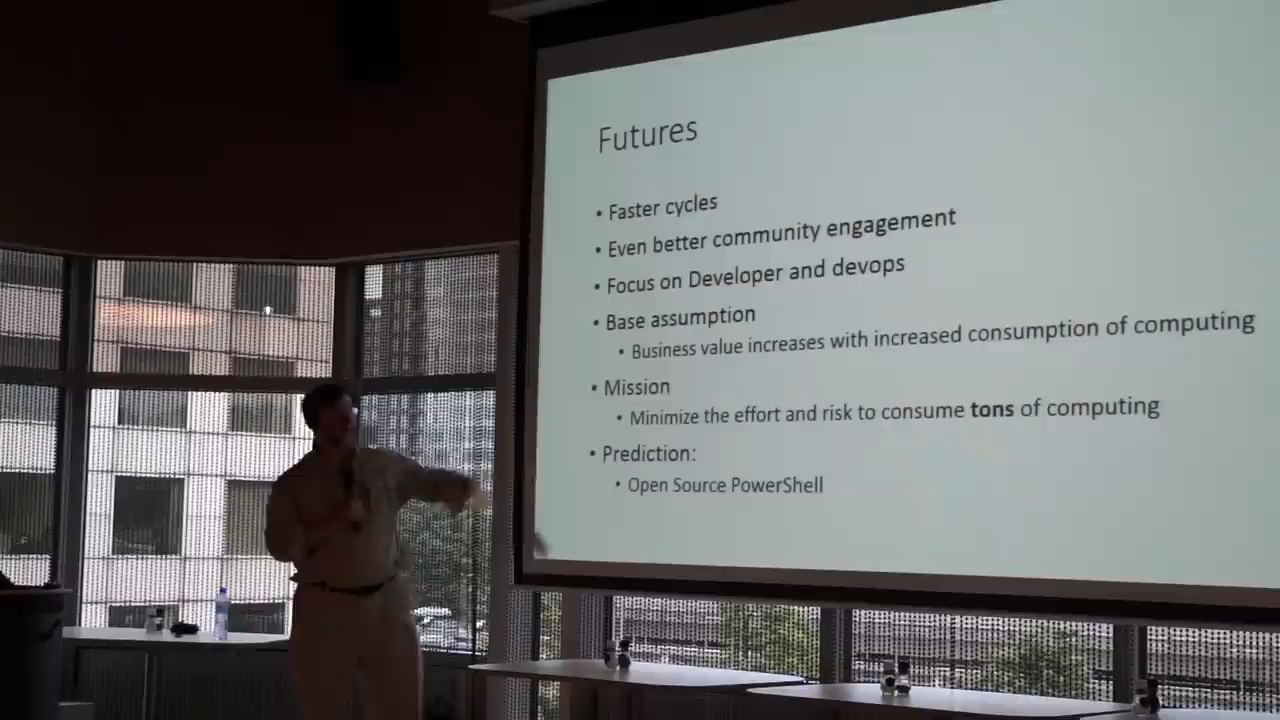 Futures
• Faster cycles
• Even better community engagement
• Focus on Developer and devops
• Base assumption
• Business value increases with increased consumption of computing
• Mission
• Minimize the effort and risk to consume tons of computing
• Prediction:
• Open Source PowerShell